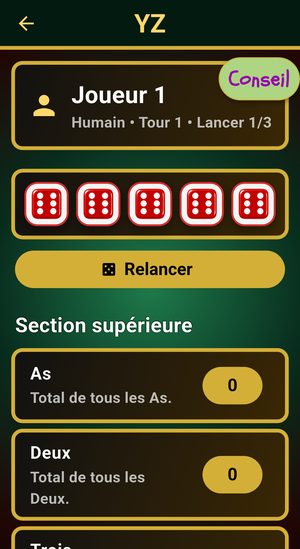 YZ
Conseil
Joueur 1
Humain • Tour 1 • Lancer 1/3
Relancer
Section supérieure
As
Total de tous les As.
0
Deux
Total de tous les
Deux.
0